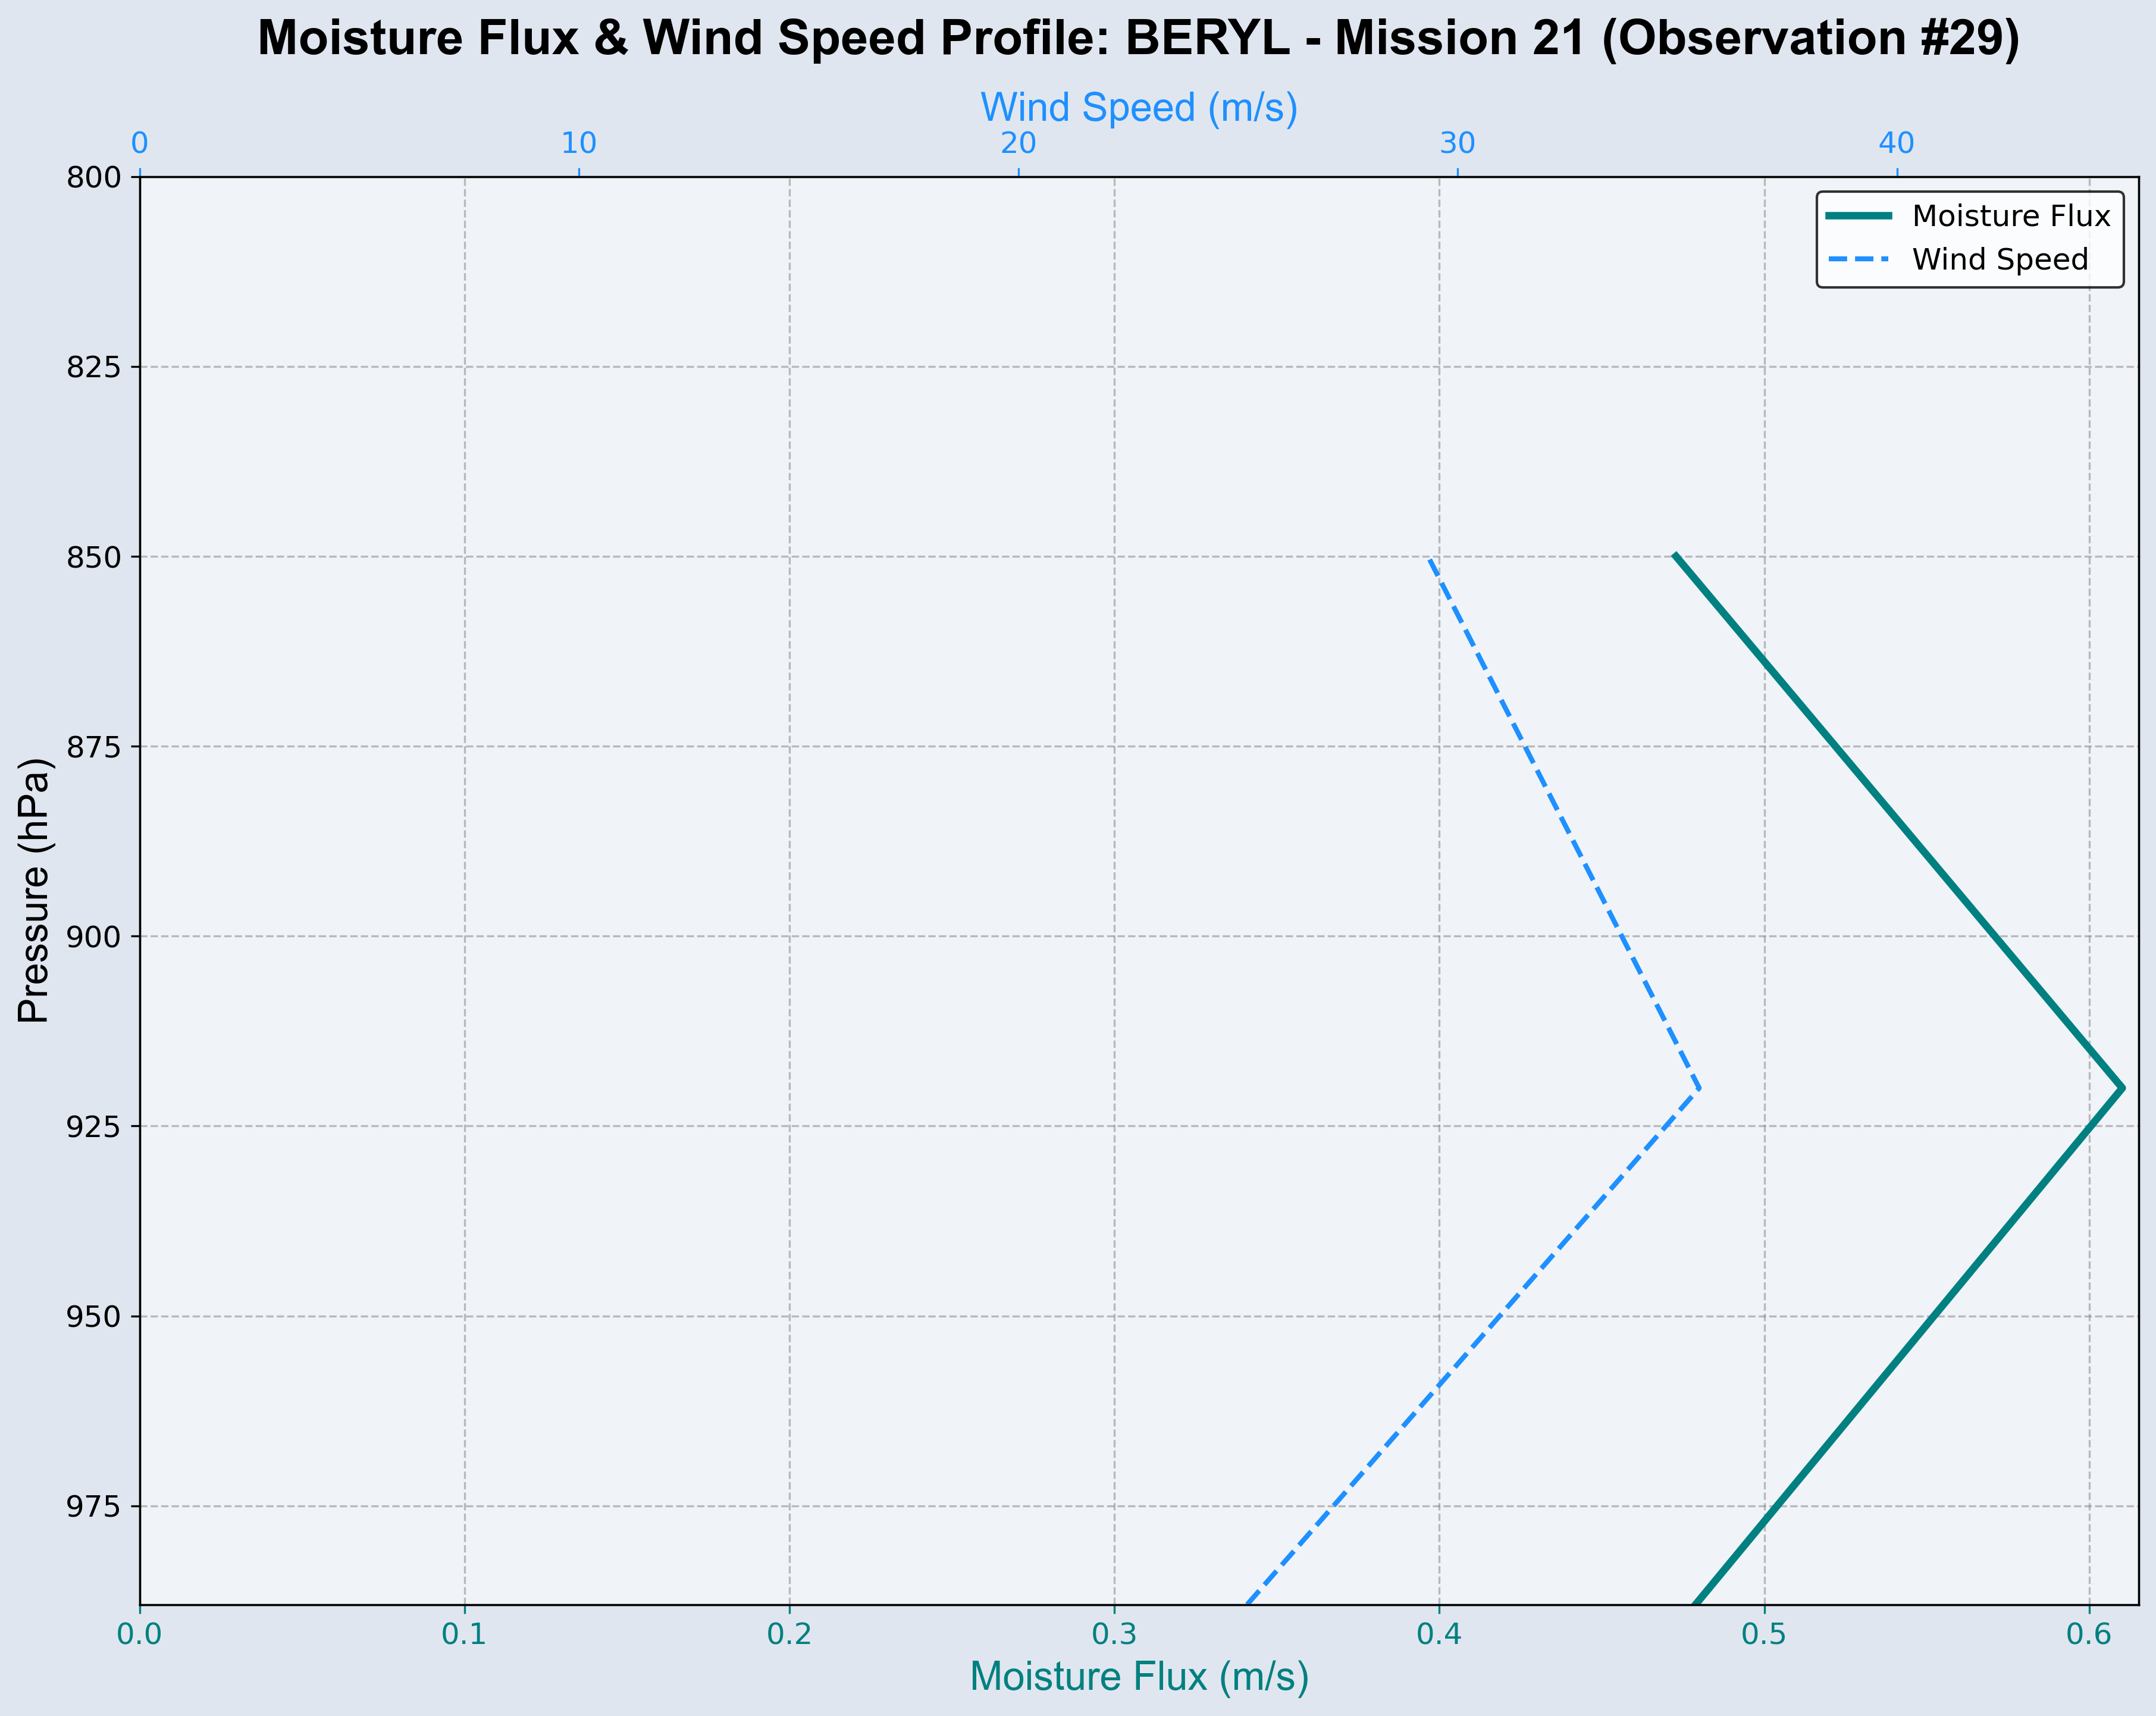 Moisture Flux & Wind Speed Profile: BERYL - Mission 21 (Observation #29)
Wind Speed (m/s)
0 10 20 30 40
Moisture Flux
Wind Speed
800
825
850
875
900
925
950
975
Pressure (hPa)
0.0 0.1 0.2 0.3 0.4 0.5 0.6
Moisture Flux (m/s)